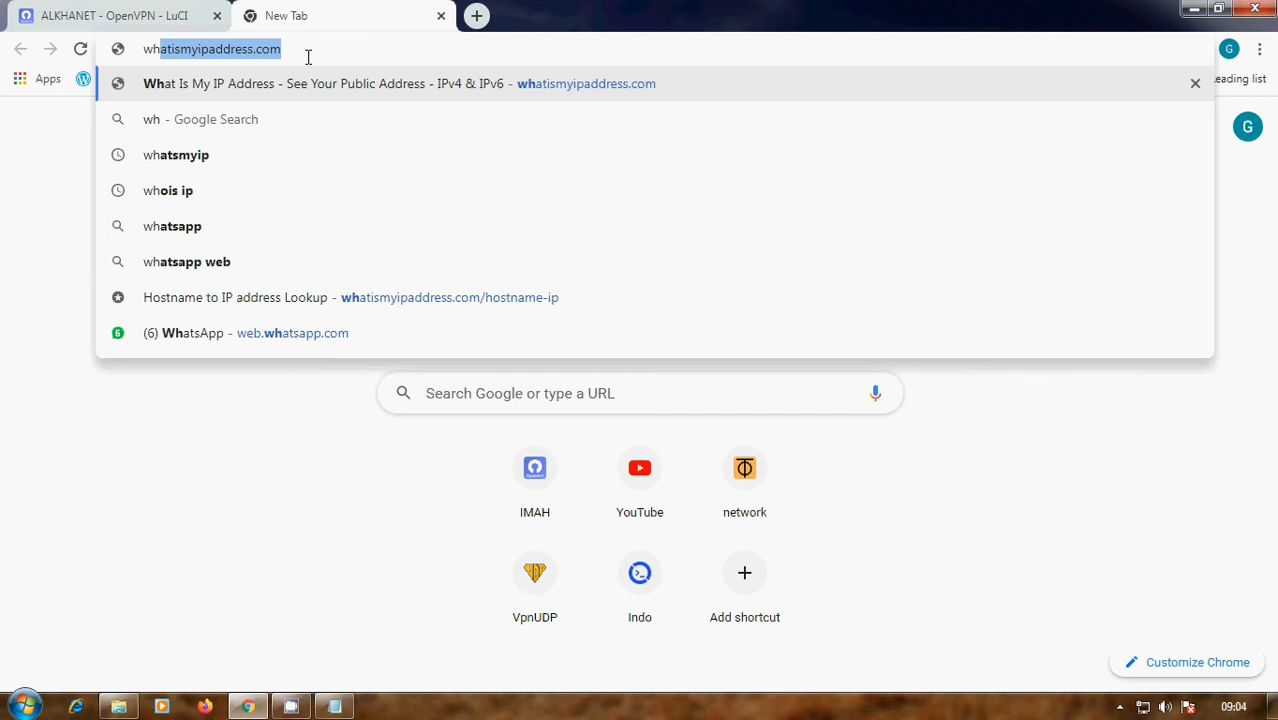 ALKHANET - OpenVPN - LuCI
New Tab
whatismyipaddress.com
G
Apps
eading list
What Is My IP Address - See Your Public Address - IPv4 & IPv6 - whatismyipaddress.com
wh - Google Search
G
whatsmyip
whois ip
whatsapp
whatsapp web
Hostname to IP address Lookup - whatismyipaddress.com/hostname-ip
6 (6) WhatsApp - web.whatsapp.com
Search Google or type a URL
IMAH YouTube network
VpnUDP Indo Add shortcut
Customize Chrome
09:04